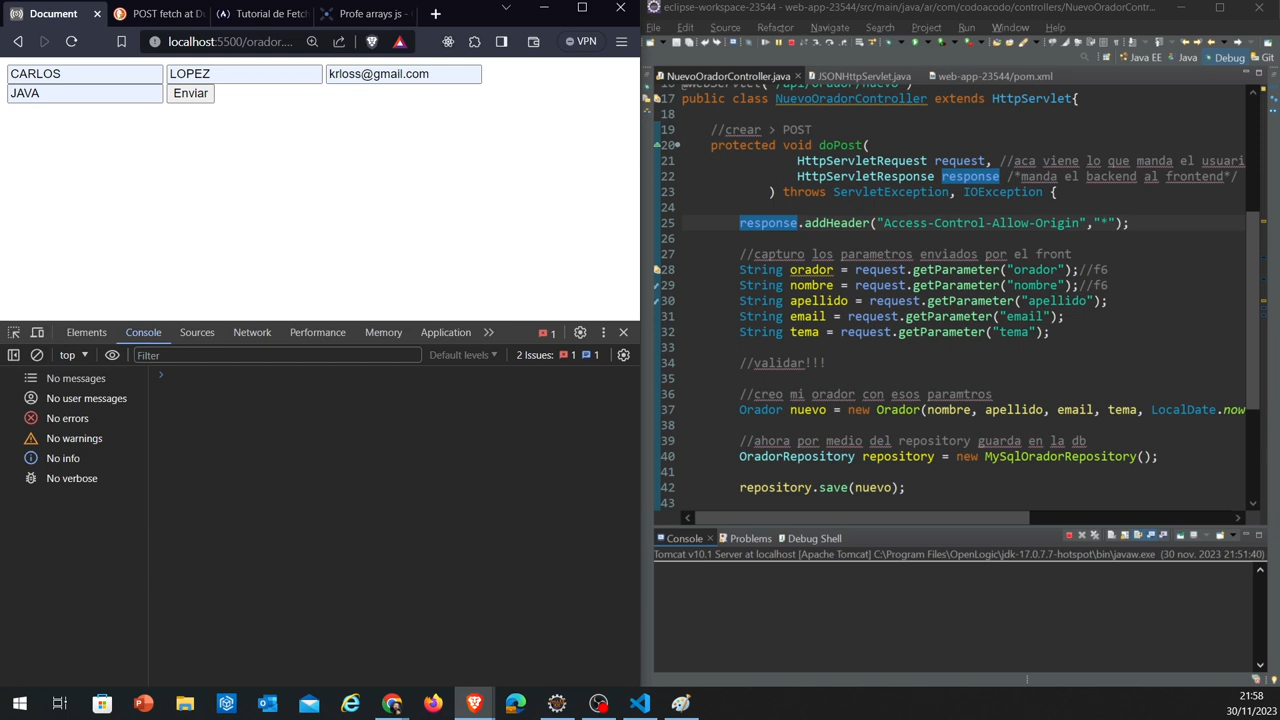 Document
POST fetch at Du
Tutorial de Fetch
Profe arrays js -
localhost:5500/orador....
VPN
CARLOS
LOPEZ
krloss@gmail.com
JAVA
Enviar
Elements
Console
Sources
Network
Performance
Memory
Application
1
top
Filter
Default levels
2 Issues:
1
1
No messages
No user messages
No errors
No warnings
No info
No verbose
eclipse-workspace-23544 - web-app-23544/src/main/java/ar/com/codoacodo/controllers/NuevoOradorContr...
File Edit Source Refactor Navigate Search Project Run Window Help
Java EE
Java
Debug
Git
NuevoOradorController.java
JSONHttpServlet.java
web-app-23544/pom.xml
16 @WebServlet("/api/orador/nuevo")
17 public class NuevoOradorController extends HttpServlet{
18
19 //crear > POST
20 protected void doPost(
21 HttpServletRequest request, //aca viene lo que manda el usuari
22 HttpServletResponse response /*manda el backend al frontend*/
23 ) throws ServletException, IOException {
24
25 response.addHeader("Access-Control-Allow-Origin","*");
26
27 //capturo los parametros enviados por el front
28 String orador = request.getParameter("orador");//f6
29 String nombre = request.getParameter("nombre");//f6
30 String apellido = request.getParameter("apellido");
31 String email = request.getParameter("email");
32 String tema = request.getParameter("tema");
33
34 //validar!!!
35
36 //creo mi orador con esos paramtros
37 Orador nuevo = new Orador(nombre, apellido, email, tema, LocalDate.now
38
39 //ahora por medio del repository guarda en la db
40 OradorRepository repository = new MySqlOradorRepository();
41
42 repository.save(nuevo);
43
Console
Problems
Debug Shell
Tomcat v10.1 Server at localhost [Apache Tomcat] C:\Program Files\OpenLogic\jdk-17.0.7.7-hotspot\bin\javaw.exe (30 nov. 2023 21:51:40)
21:58
30/11/2023